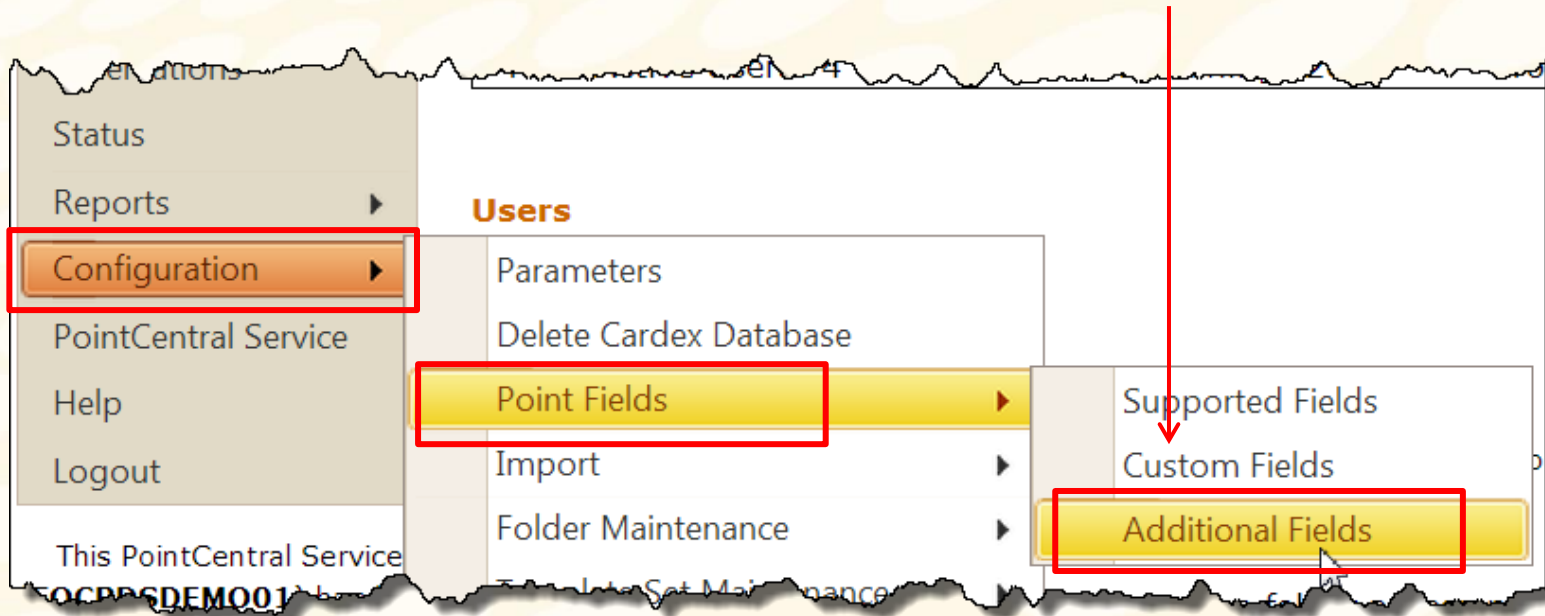 Status
Reports
Configuration
PointCentral Service
Help
Logout
This PointCentral Service
Users
Parameters
Delete Cardex Database
Point Fields
Import
Folder Maintenance
Supported Fields
Custom Fields
Additional Fields